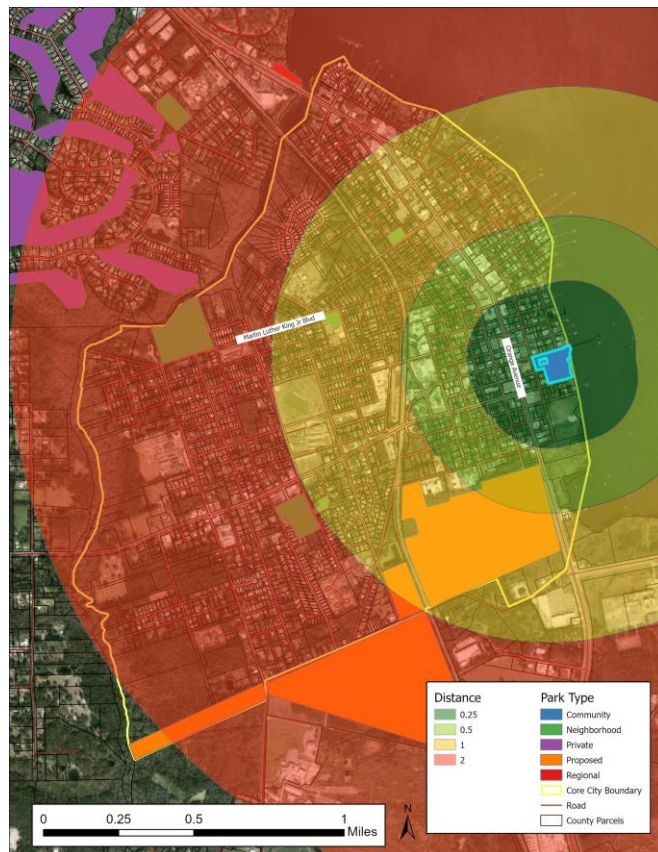 Martin Luther King Jr Blvd
Orange Avenue
Distance
0.25
0.5
1
2
Park Type
Community
Neighborhood
Private
Proposed
Regional
Core City Boundary
Road
County Parcels
0 0.25 0.5 1
Miles
N